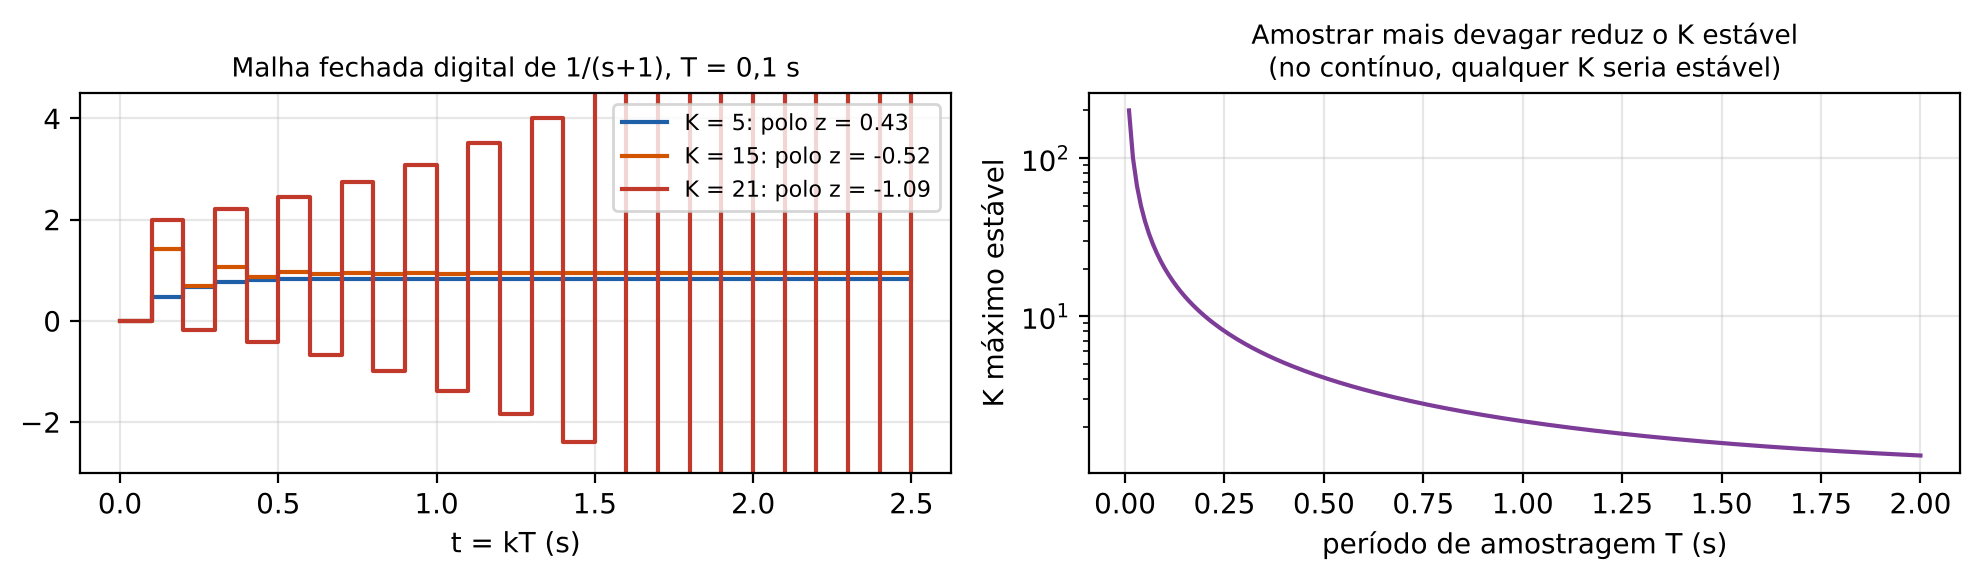 Malha fechada digital de 1/(s+1), T = 0,1 s
4
2
0
−2
K = 5: polo z = 0.43
K = 15: polo z = -0.52
K = 21: polo z = -1.09
0.0 0.5 1.0 1.5 2.0 2.5
t = kT (s)
Amostrar mais devagar reduz o K estável
(no contínuo, qualquer K seria estável)
K máximo estável
10²
10¹
0.00 0.25 0.50 0.75 1.00 1.25 1.50 1.75 2.00
período de amostragem T (s)